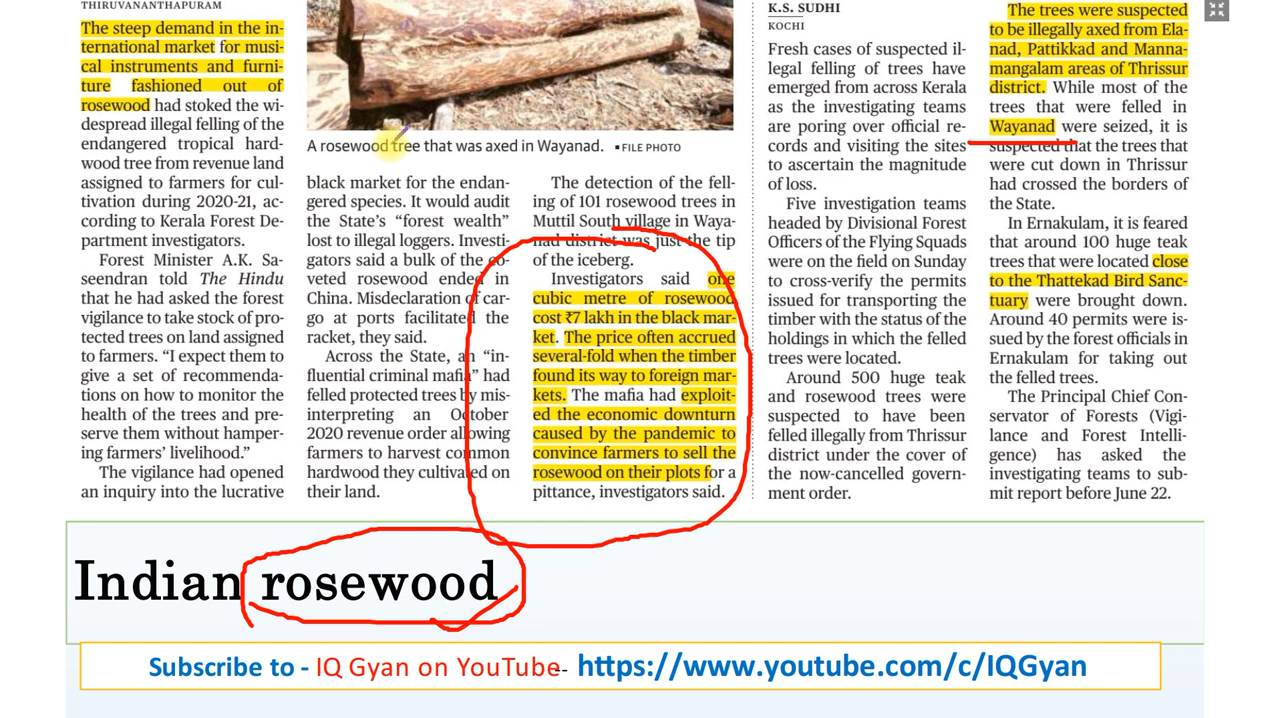 THIRUVANANTHAPURAM
The steep demand in the in-
ternational market for musi-
cal instruments and furni-
ture fashioned out of
rosewood had stoked the wi-
despread illegal felling of the
endangered tropical hard-
wood tree from revenue land
assigned to farmers for cul-
tivation during 2020-21, ac-
cording to Kerala Forest De-
partment investigators.
Forest Minister A.K. Sa-
seendran told The Hindu
that he had asked the forest
vigilance to take stock of pro-
tected trees on land assigned
to farmers. “I expect them to
give a set of recommenda-
tions on how to monitor the
health of the trees and pre-
serve them without hamper-
ing farmers’ livelihood.”
The vigilance had opened
an inquiry into the lucrative
A rosewood tree that was axed in Wayanad. ▪FILE PHOTO
black market for the endan-
gered species. It would audit
the State’s “forest wealth”
lost to illegal loggers. Investi-
gators said a bulk of the co-
veted rosewood ended in
China. Misdeclaration of car-
go at ports facilitated the
racket, they said.
Across the State, an “in-
fluential criminal mafia” had
felled protected trees by mis-
interpreting an October
2020 revenue order allowing
farmers to harvest common
hardwood they cultivated on
their land.
The detection of the fell-
ing of 101 rosewood trees in
Muttil South village in Waya-
nad district was just the tip
of the iceberg.
Investigators said one
cubic metre of rosewood
cost ₹7 lakh in the black mar-
ket. The price often accrued
several-fold when the timber
found its way to foreign mar-
kets. The mafia had exploit-
ed the economic downturn
caused by the pandemic to
convince farmers to sell the
rosewood on their plots for a
pittance, investigators said.
K.S. SUDHI
KOCHI
Fresh cases of suspected il-
legal felling of trees have
emerged from across Kerala
as the investigating teams
are poring over official re-
cords and visiting the sites
to ascertain the magnitude
of loss.
Five investigation teams
headed by Divisional Forest
Officers of the Flying Squads
were on the field on Sunday
to cross-verify the permits
issued for transporting the
timber with the status of the
holdings in which the felled
trees were located.
Around 500 huge teak
and rosewood trees were
suspected to have been
felled illegally from Thrissur
district under the cover of
the now-cancelled govern-
ment order.
The trees were suspected
to be illegally axed from Ela-
nad, Pattikkad and Manna-
mangalam areas of Thrissur
district. While most of the
trees that were felled in
Wayanad were seized, it is
suspected that the trees that
were cut down in Thrissur
had crossed the borders of
the State.
In Ernakulam, it is feared
that around 100 huge teak
trees that were located close
to the Thattekad Bird Sanc-
tuary were brought down.
Around 40 permits were is-
sued by the forest officials in
Ernakulam for taking out
the felled trees.
The Principal Chief Con-
servator of Forests (Vigi-
lance and Forest Intelli-
gence) has asked the
investigating teams to sub-
mit report before June 22.
Indian rosewood
Subscribe to - IQ Gyan on YouTube-- https://www.youtube.com/c/IQGyan